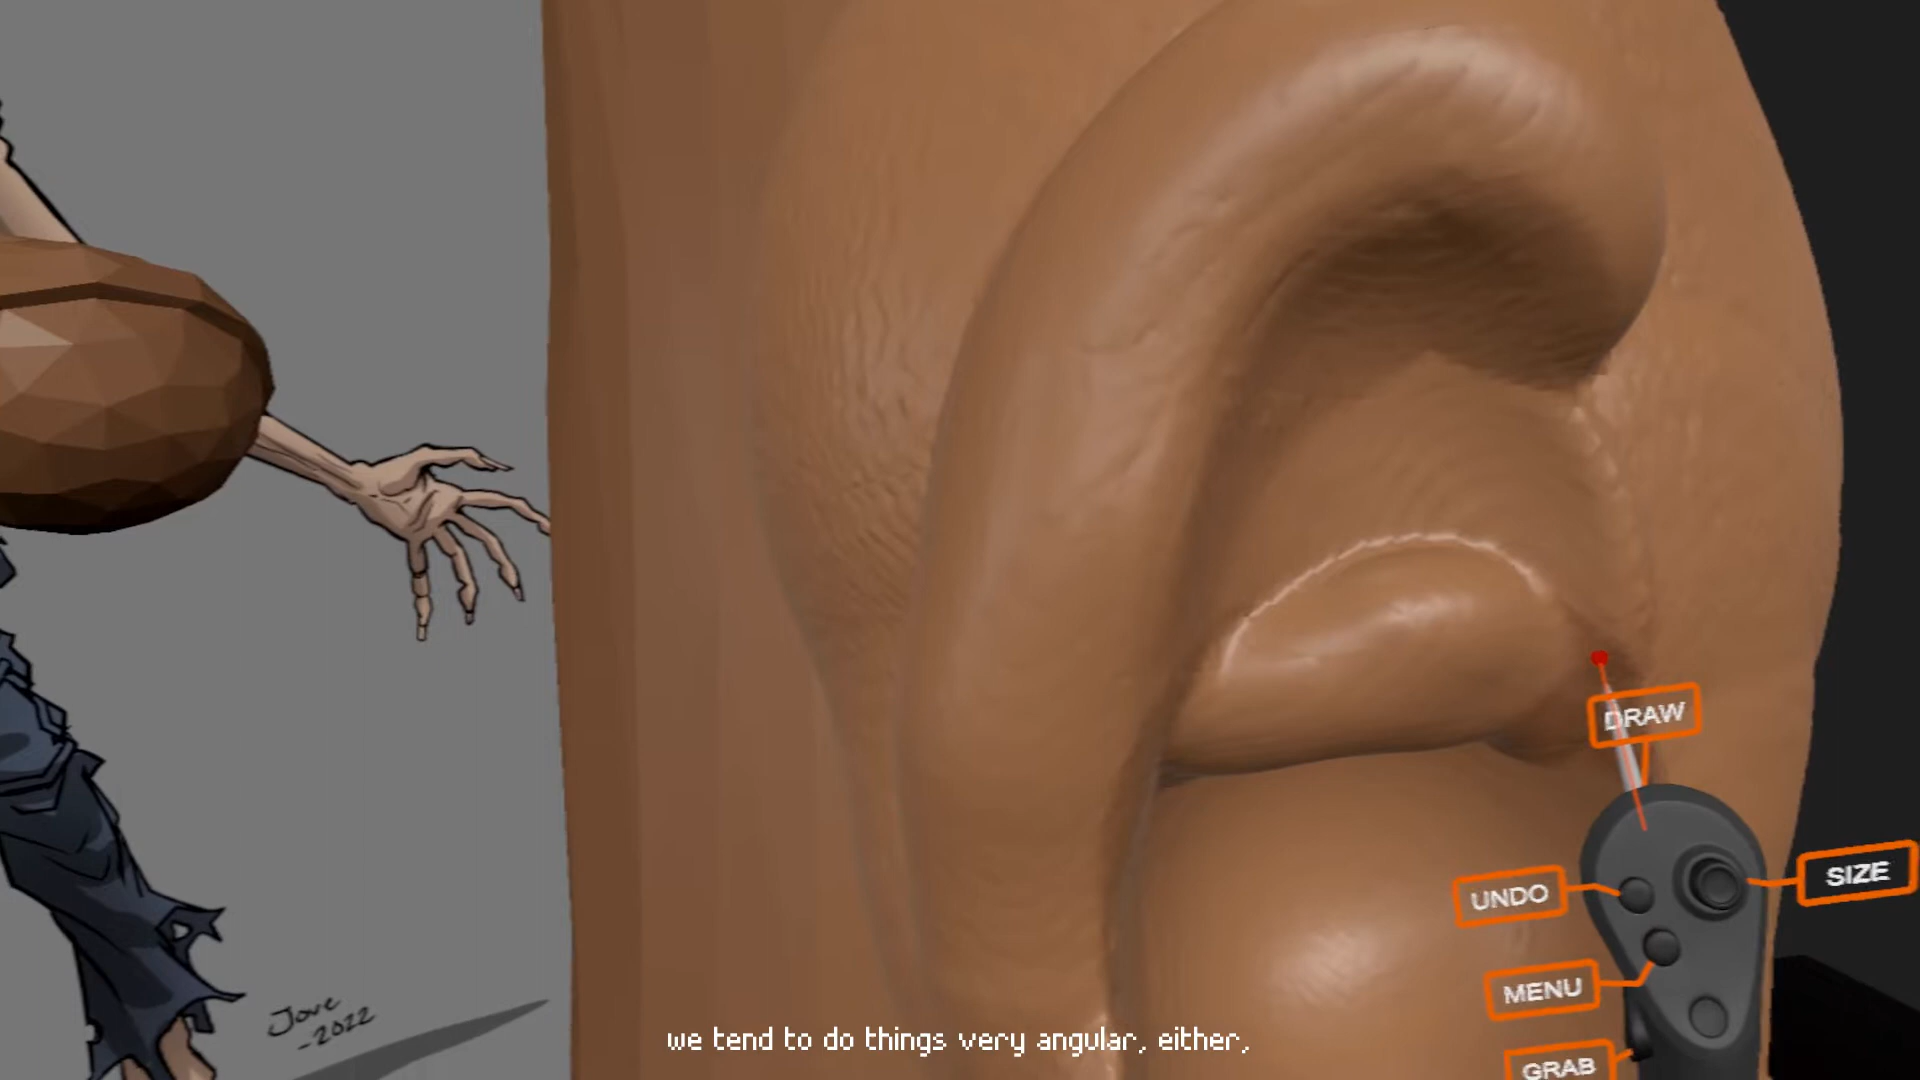 DRAW
SIZE
UNDO
MENU
Jove
-2022
we tend to do things very angular, either,
GRAB